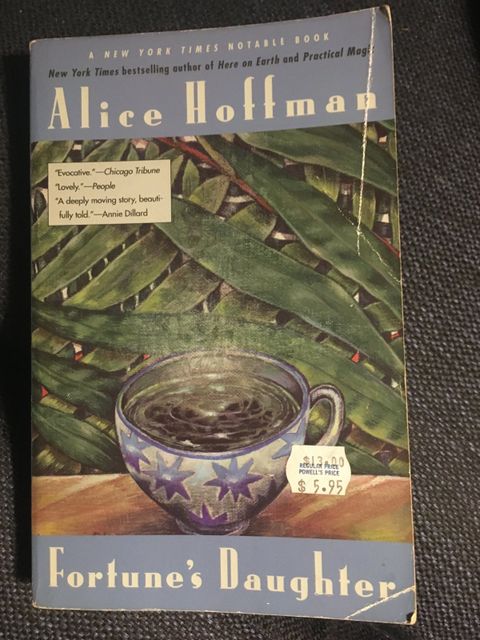 A NEW YORK TIMES NOTABLE BOOK
New York Times bestselling author of Here on Earth and Practical Magic
Alice Hoffman
"Evocative."—Chicago Tribune
"Lovely."—People
"A deeply moving story, beauti-
fully told."—Annie Dillard
$13.00
REGULAR PRICE
POWELL'S PRICE
$ 5.95
Fortune's Daughter